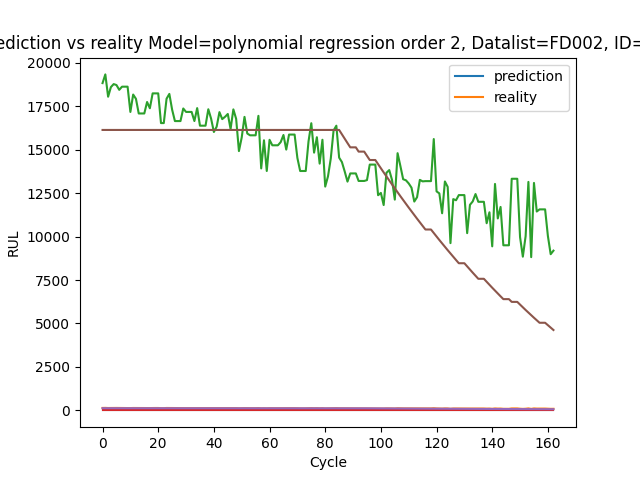 ediction vs reality Model=polynomial regression order 2, Datalist=FD002, ID=
prediction
reality
RUL
20000
17500
15000
12500
10000
7500
5000
2500
0
0 20 40 60 80 100 120 140 160
Cycle